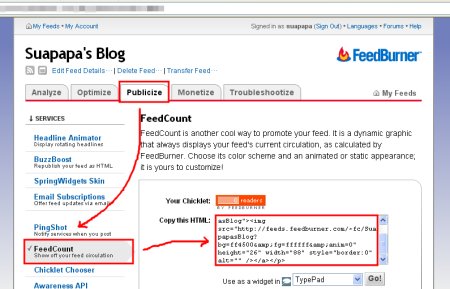 My Feeds • My Account
Signed in as suapapa (Sign Out) • Languages • Forums • Help
Suapapa's Blog
FeedBurner
Edit Feed Details... | Delete Feed... | Transfer Feed...
Analyze Optimize Publicize Monetize Troubleshootize My Feeds
↓ SERVICES
Headline Animator
Display rotating headlines
BuzzBoost
Republish your feed as HTML
SpringWidgets Skin
Email Subscriptions
Offer feed updates via email
PingShot
Notify services when you post
✓ FeedCount
Show off your feed circulation
Chicklet Chooser
Awareness API
FeedCount
FeedCount is another cool way to promote your feed. It is a dynamic graphic
that always displays your feed's current circulation, as calculated by
FeedBurner. Choose its color scheme and an animated or static appearance;
it is yours to customize!
Your Chicklet:
readers
BY FEEDBURNER
Copy this HTML:
asBlog"><img
src="http://feeds.feedburner.com/~fc/Sua
papasBlog?
bg=ff4500&amp;fg=ffffff&amp;anim=0"
height="26" width="88" style="border:0"
alt="" /></a></p>
Use as a widget in TypePad Go!